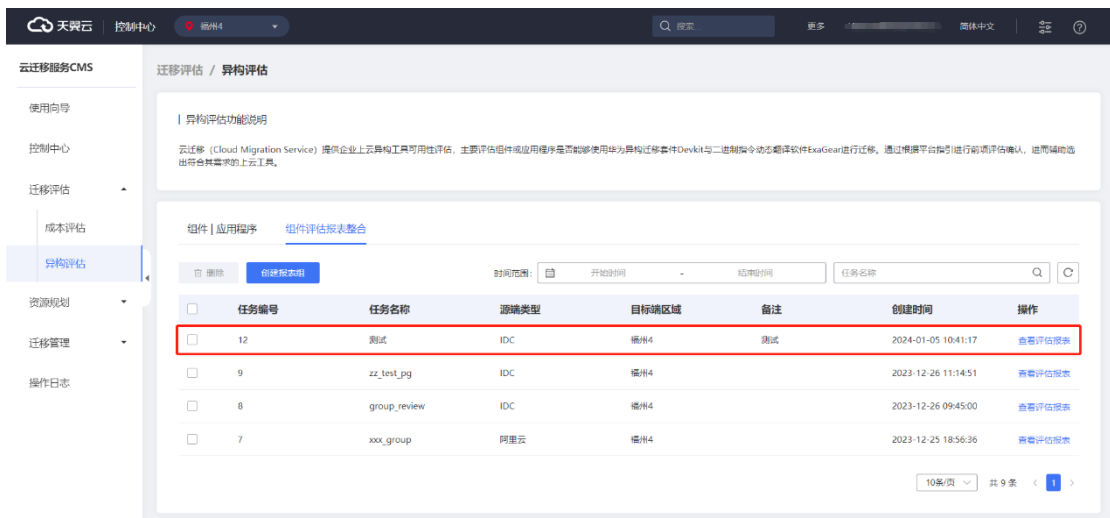 天翼云 控制中心 福州4 搜索... 更多 简体中文
云迁移服务CMS
迁移评估 / 异构评估
使用向导
控制中心
迁移评估
成本评估
异构评估
资源规划
迁移管理
操作日志
异构评估功能说明
云迁移（Cloud Migration Service）提供企业上云异构工具可用性评估，主要评估组件或应用程序是否能够使用华为异构迁移套件Devkit与二进制指令动态翻译软件ExaGear进行迁移。通过根据平台指引进行前项评估确认，进而辅助选
出符合其需求的上云工具。
组件 | 应用程序 组件评估报表整合
删除 创建报表组 时间范围: 开始时间 - 结束时间 任务名称
任务编号 任务名称 源端类型 目标端区域 备注 创建时间 操作
12 测试 IDC 福州4 测试 2024-01-05 10:41:17 查看评估报表
9 zz_test_pg IDC 福州4 2023-12-26 11:14:51 查看评估报表
8 group_review IDC 福州4 2023-12-26 09:45:00 查看评估报表
7 xxx_group 阿里云 福州4 2023-12-25 18:56:36 查看评估报表
10条/页 共 9 条 < 1 >